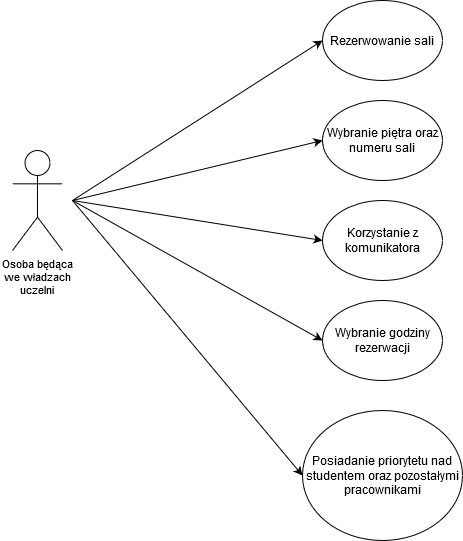 Rezerwowanie sali
Wybranie piętra oraz
numeru sali
Osoba będąca
we władzach
uczelni
Korzystanie z
komunikatora
Wybranie godziny
rezerwacji
Posiadanie priorytetu nad
studentem oraz pozostałymi
pracownikami